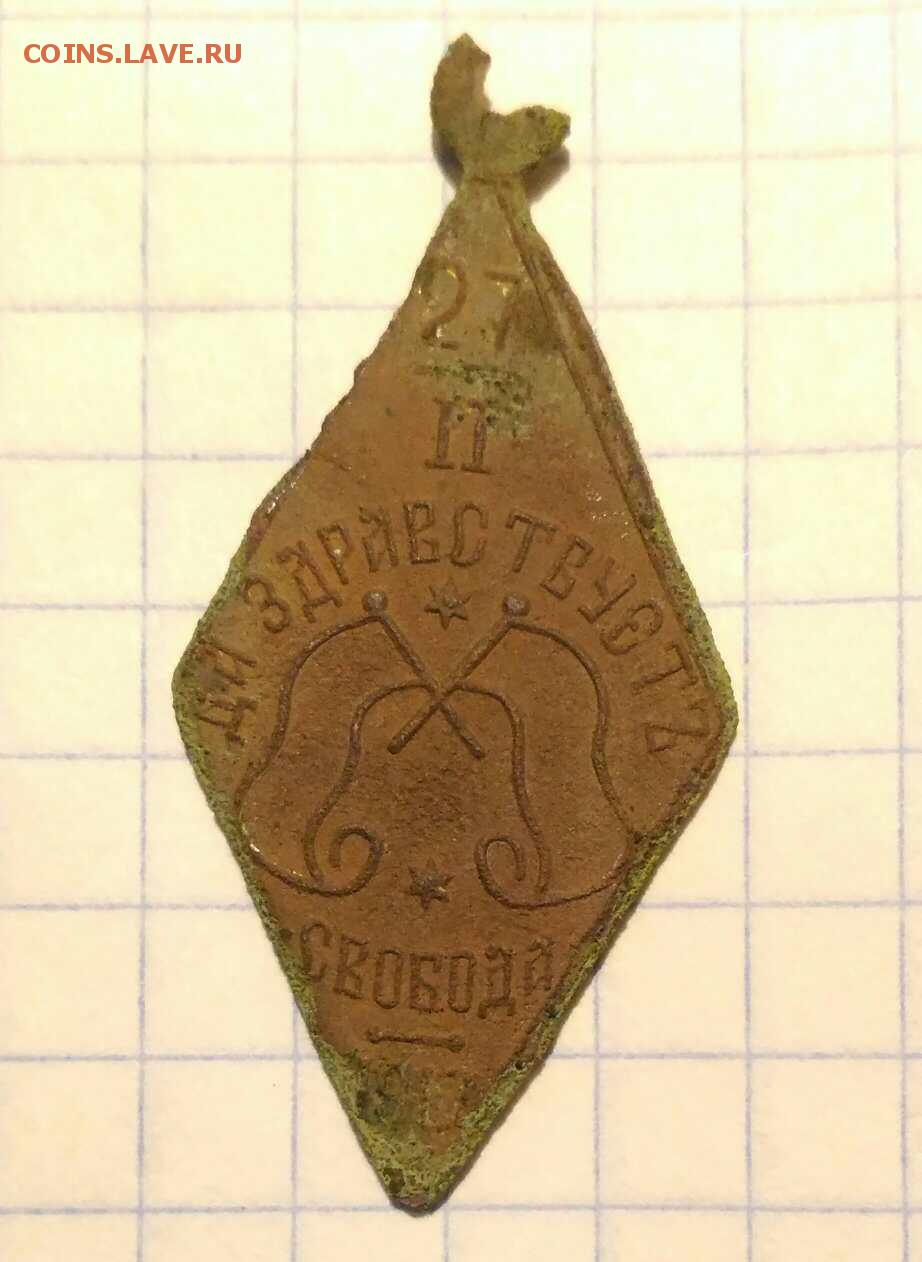 COINS.LAVE.RU
27
II
ДА ЗДРАВСТВУЕТЪ
СВОБОДА